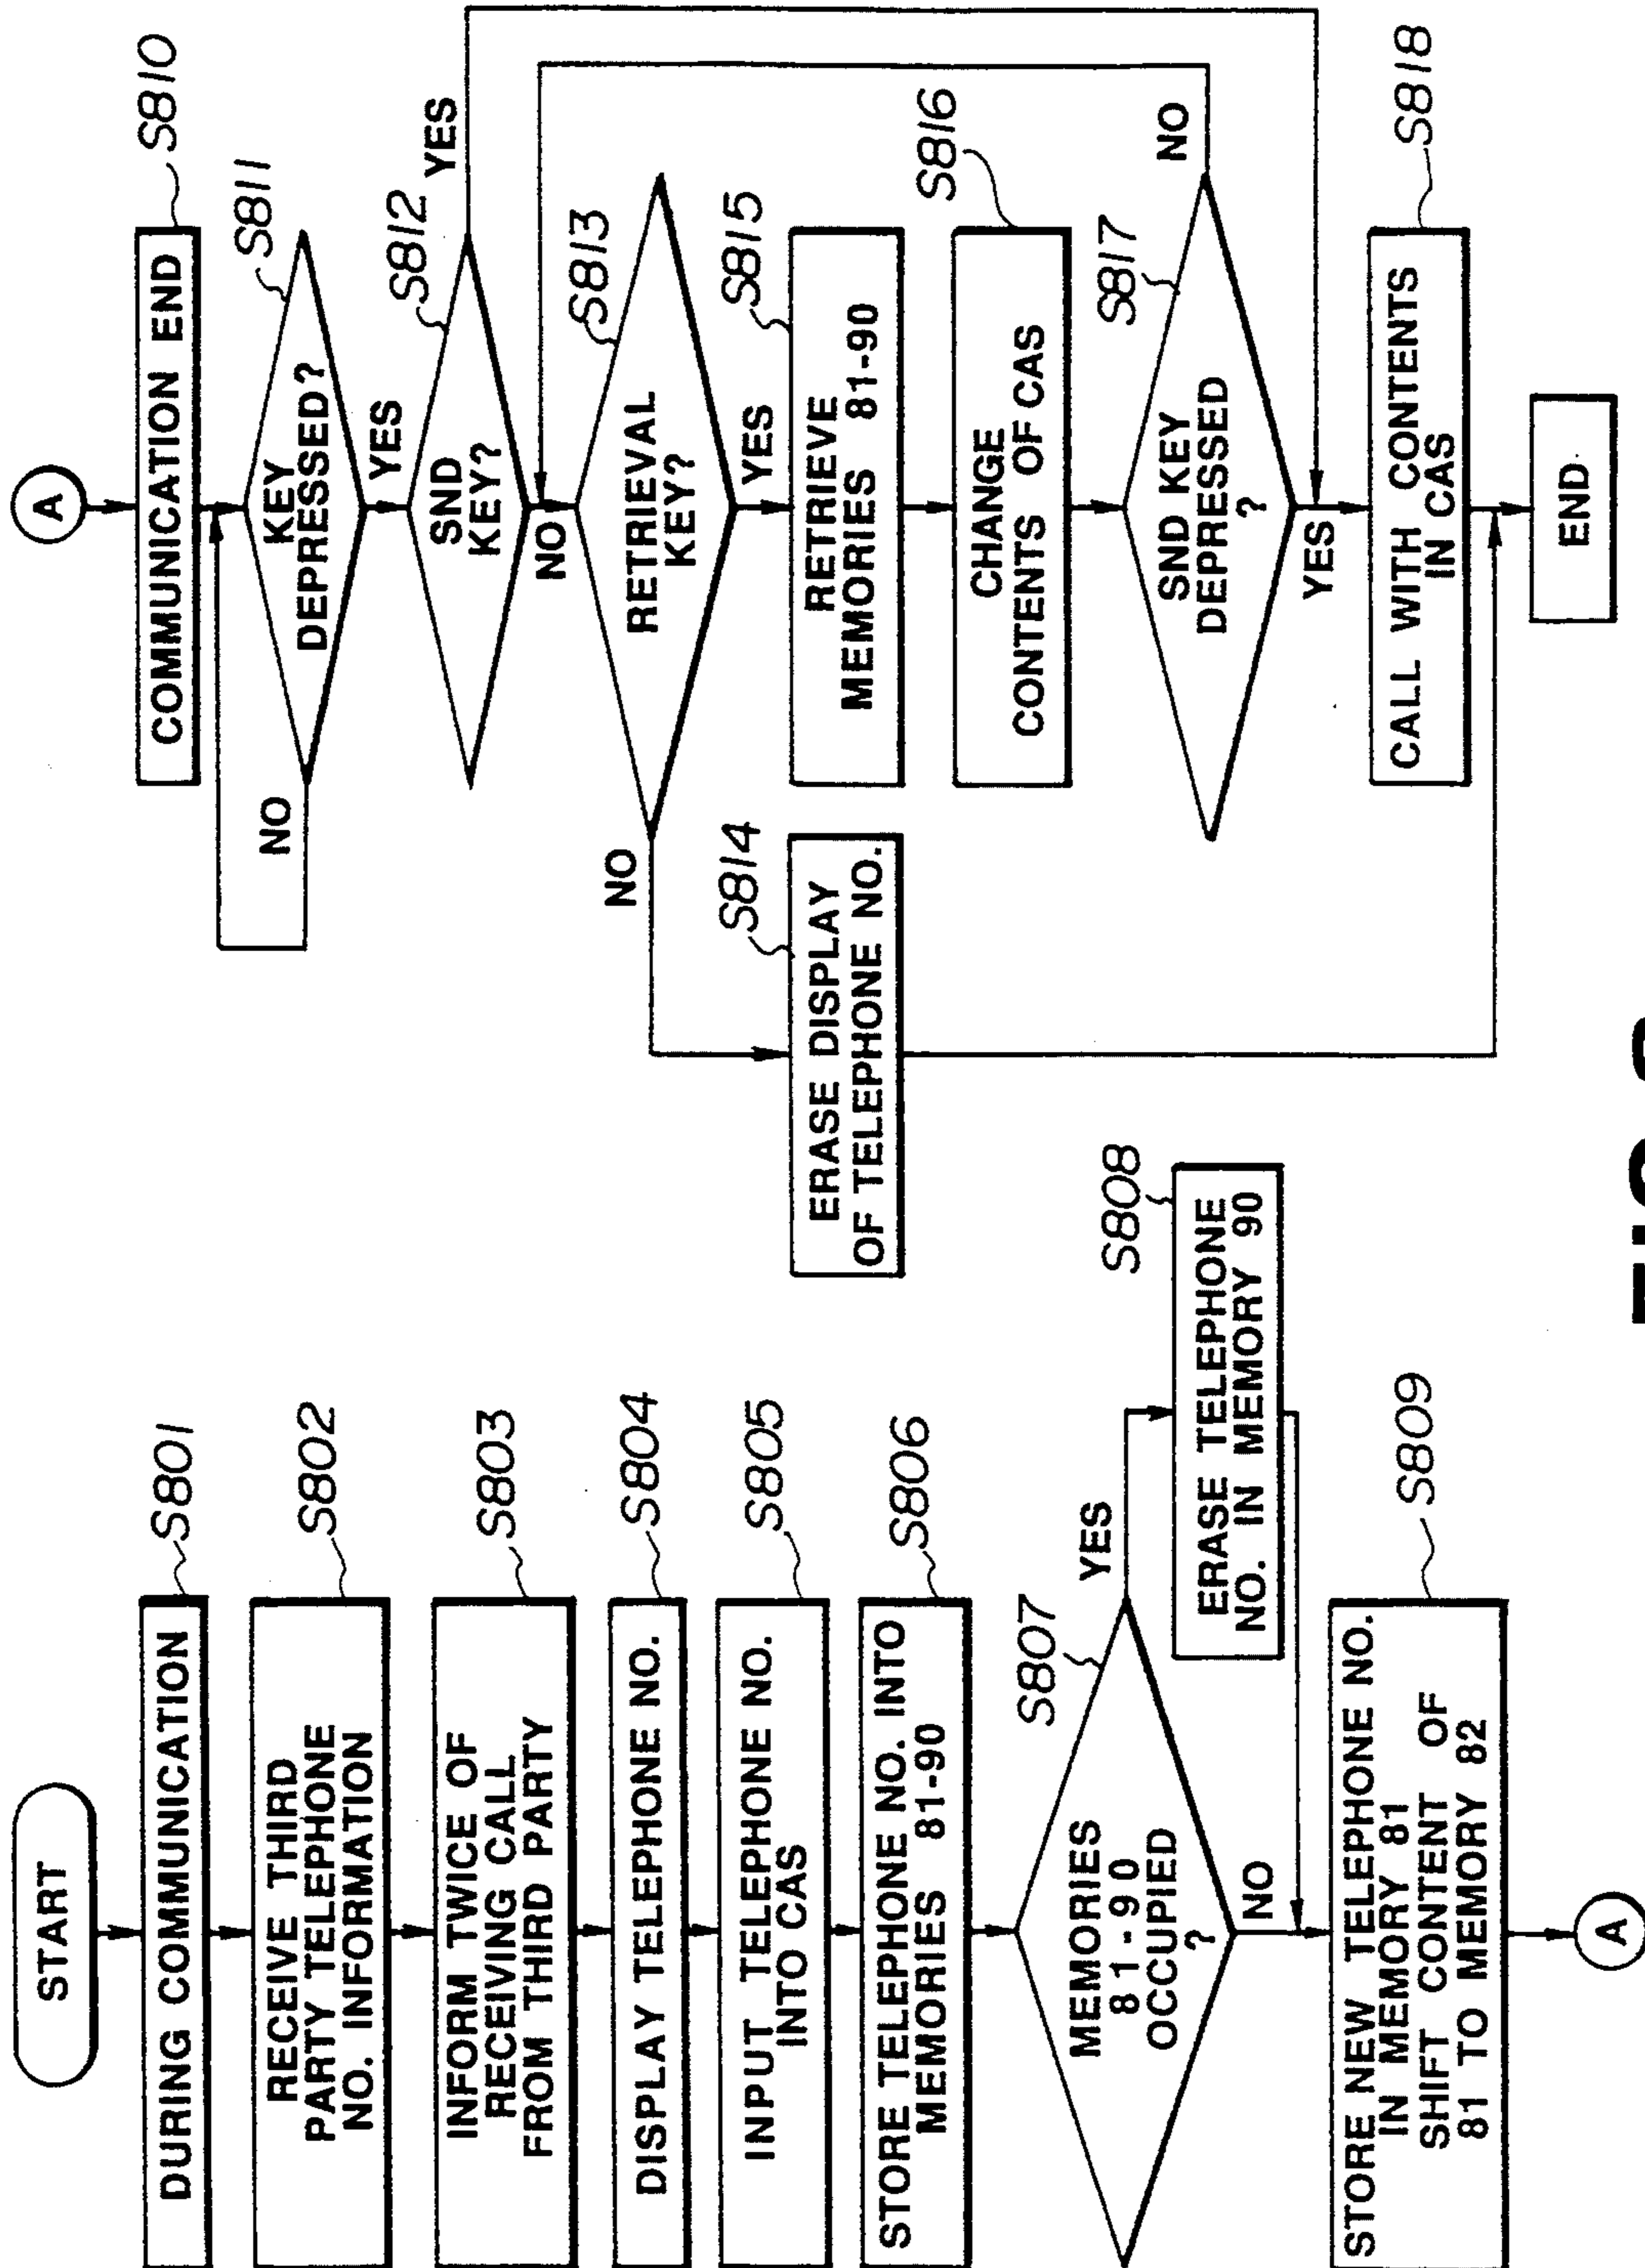 START
DURING COMMUNICATION
S801
RECEIVE THIRD
PARTY TELEPHONE
NO. INFORMATION
S802
INFORM TWICE OF
RECEIVING CALL
FROM THIRD PARTY
S803
DISPLAY TELEPHONE NO.
S804
INPUT TELEPHONE NO.
INTO CAS
S805
STORE TELEPHONE NO. INTO
MEMORIES 81-90
S806
MEMORIES
81-90
OCCUPIED
?
S807
YES
NO
ERASE TELEPHONE
NO. IN MEMORY 90
S808
STORE NEW TELEPHONE NO.
IN MEMORY 81
SHIFT CONTENT OF
81 TO MEMORY 82
S809
A
A
COMMUNICATION END
S810
KEY
DEPRESSED?
S811
NO
YES
SND
KEY?
S812
YES
NO
RETRIEVAL
KEY?
S813
NO
YES
ERASE DISPLAY
OF TELEPHONE NO.
S814
RETRIEVE
MEMORIES 81-90
S815
CHANGE
CONTENTS OF CAS
S816
SND KEY
DEPRESSED
?
S817
NO
YES
CALL WITH CONTENTS
IN CAS
S818
END